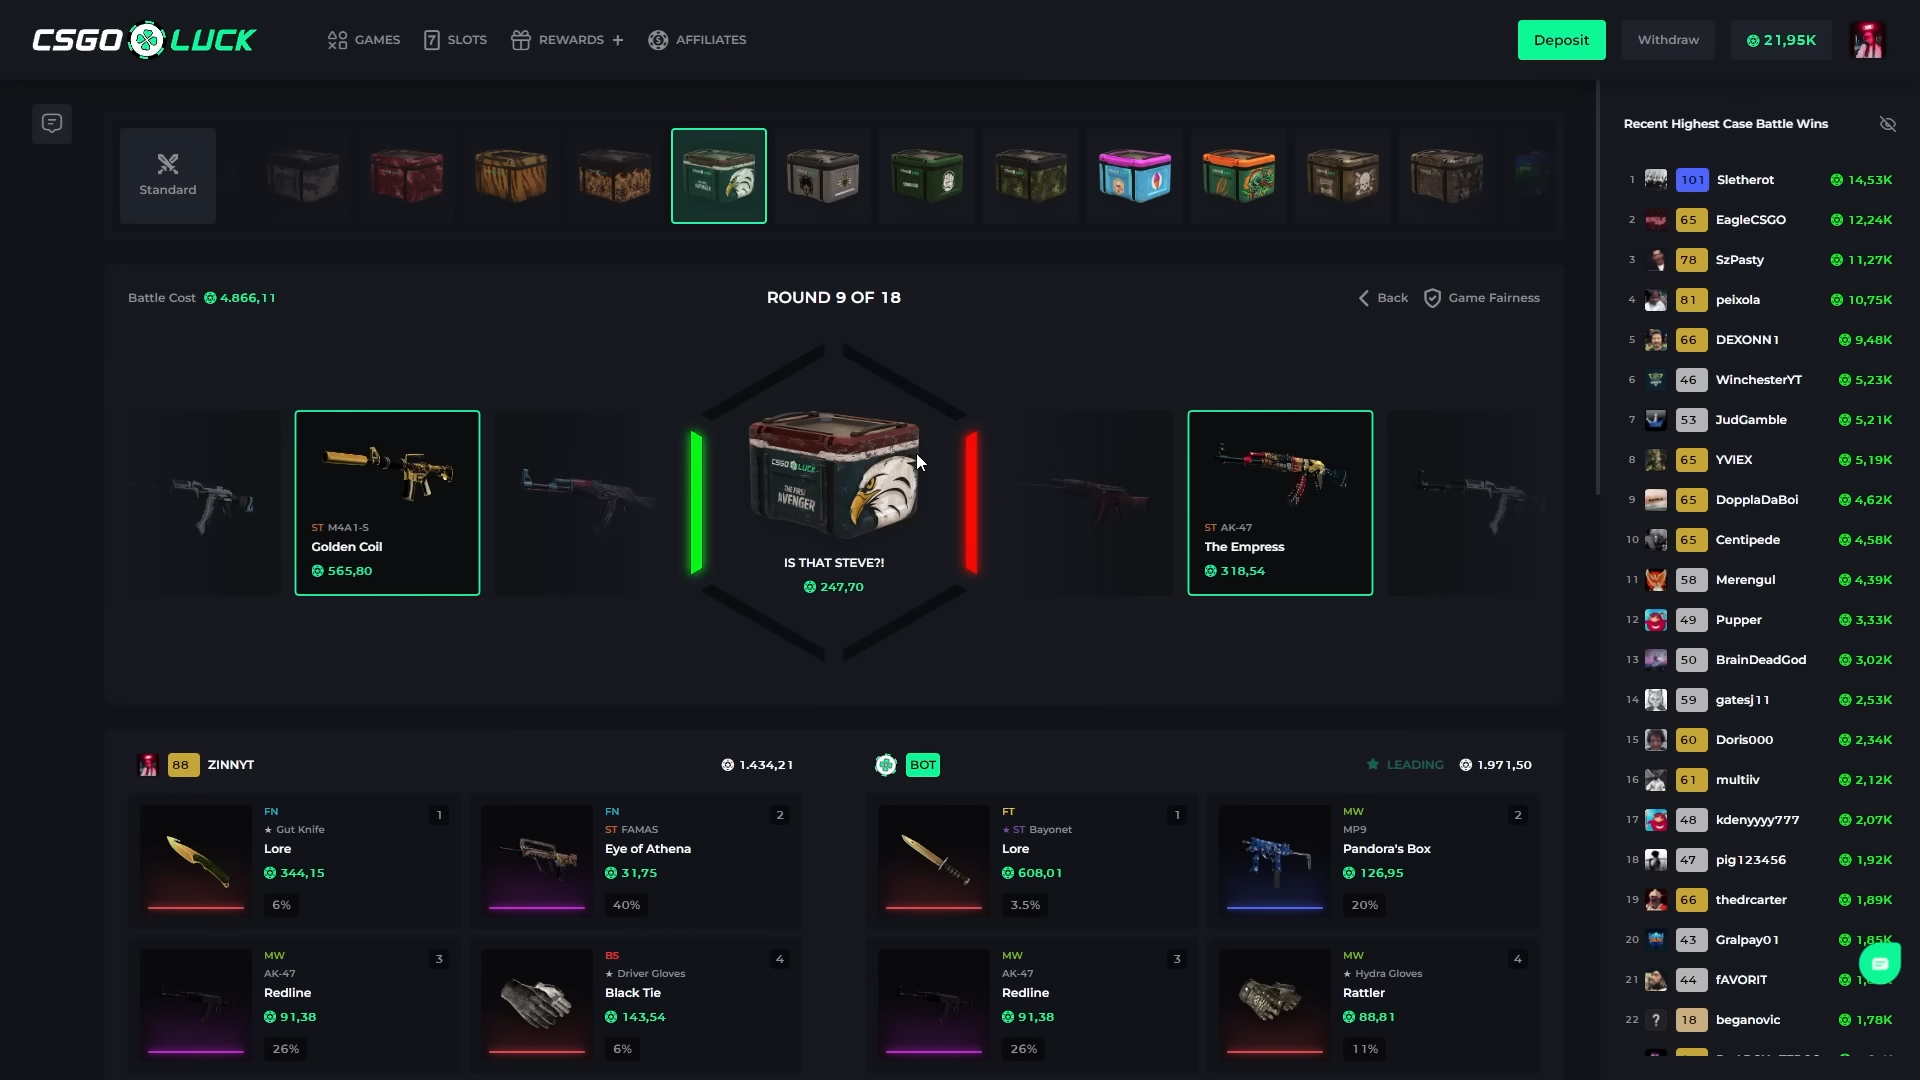 CSGO LUCK
GAMES
SLOTS
REWARDS +
AFFILIATES
Deposit
Withdraw
21,95K
Standard
Battle Cost 4.866,11
ROUND 9 OF 18
Back
Game Fairness
ST M4A1-S
Golden Coil
565,80
CSGO LUCK
THE FIRST
AVENGER
IS THAT STEVE?!
247,70
ST AK-47
The Empress
318,54
88 ZINNYT
1.434,21
FN
★ Gut Knife
Lore
344,15
6%
1
FN
ST FAMAS
Eye of Athena
31,75
40%
2
MW
AK-47
Redline
91,38
26%
3
BS
★ Driver Gloves
Black Tie
143,54
6%
4
BOT
LEADING
1.971,50
FT
★ ST Bayonet
Lore
608,01
3.5%
1
MW
MP9
Pandora's Box
126,95
20%
2
MW
AK-47
Redline
91,38
26%
3
MW
★ Hydra Gloves
Rattler
88,81
11%
4
Recent Highest Case Battle Wins
1 101 Sletherot 14,53K
2 65 EagleCSGO 12,24K
3 78 SzPasty 11,27K
4 81 peixola 10,75K
5 66 DEXONN1 9,48K
6 46 WinchesterYT 5,23K
7 53 JudGamble 5,21K
8 65 YVIEX 5,19K
9 65 DopplaDaBoi 4,62K
10 65 Centipede 4,58K
11 58 Merengul 4,39K
12 49 Pupper 3,33K
13 50 BrainDeadGod 3,02K
14 59 gatesj11 2,53K
15 60 Doris000 2,34K
16 61 multiiv 2,12K
17 48 kdenyyyy777 2,07K
18 47 pig123456 1,92K
19 66 thedrcarter 1,89K
20 43 Gralpay01 1,85K
21 44 fAVORIT
22 18 beganovic 1,78K